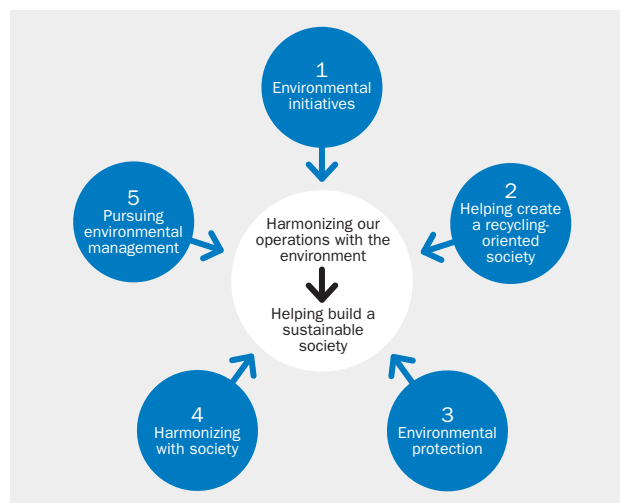 1
Environmental
initiatives
2
Helping create
a recycling-
oriented
society
3
Environmental
protection
4
Harmonizing
with society
5
Pursuing
environmental
management
Harmonizing our
operations with the
environment
Helping build a
sustainable
society